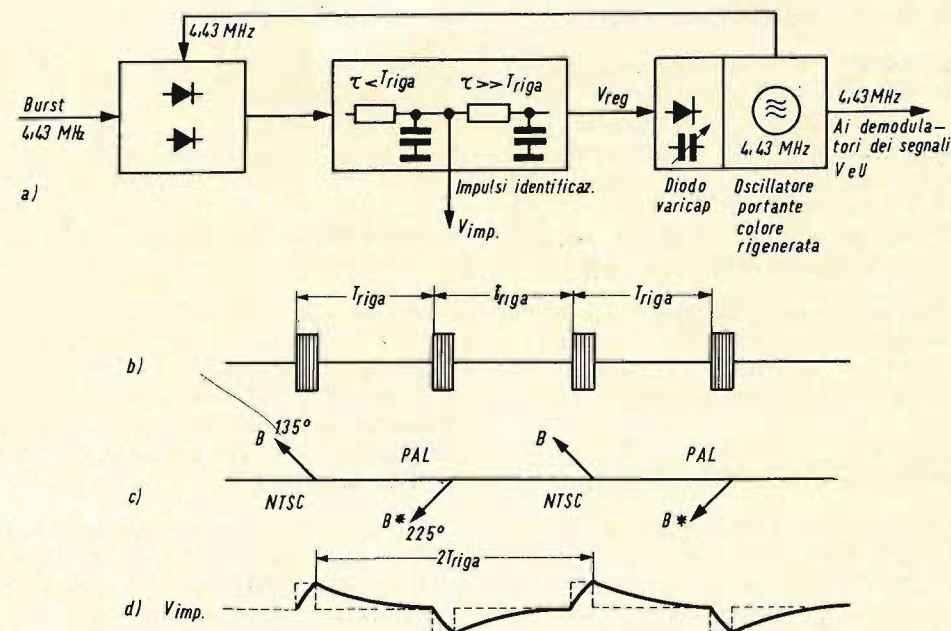 4,43 MHz
Burst
4,43 MHz
τ < Triga τ >> Triga
Vreg
4,43 MHz
4,43 MHz
Ai demodula-
tori dei segnali
V e U
a)
Impulsi identificaz.
Vimp.
Diodo
varicap
Oscillatore
portante
colore
rigenerata
Triga Triga Triga
b)
B 135° PAL B PAL
c)
NTSC B* 225° NTSC B*
2Triga
d) Vimp.